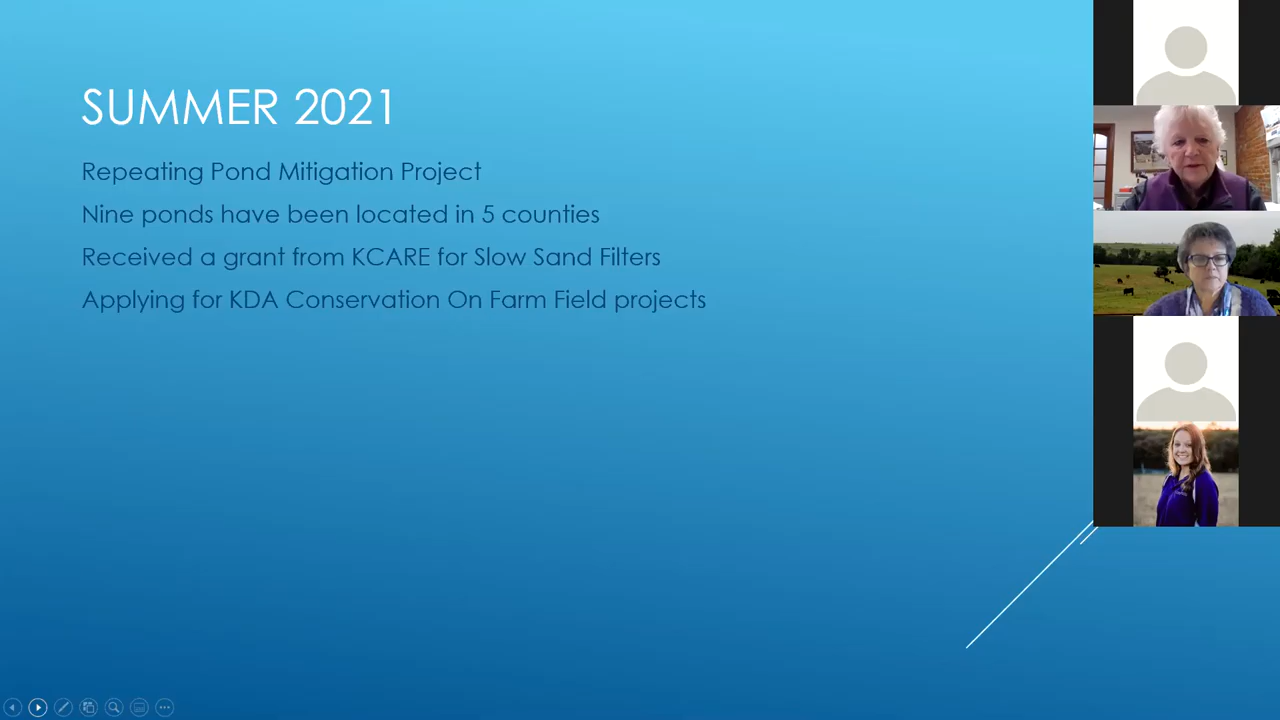 SUMMER 2021
Repeating Pond Mitigation Project
Nine ponds have been located in 5 counties
Received a grant from KCARE for Slow Sand Filters
Applying for KDA Conservation On Farm Field projects